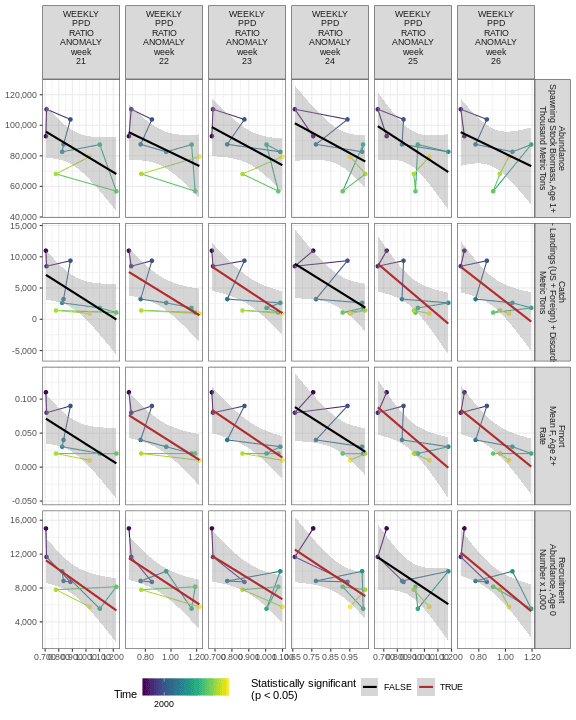 WEEKLY
PPD
RATIO
ANOMALY
week
21
WEEKLY
PPD
RATIO
ANOMALY
week
22
WEEKLY
PPD
RATIO
ANOMALY
week
23
WEEKLY
PPD
RATIO
ANOMALY
week
24
WEEKLY
PPD
RATIO
ANOMALY
week
25
WEEKLY
PPD
RATIO
ANOMALY
week
26
120,000
100,000
80,000
60,000
40,000
Abundance
Spawning Stock Biomass, Age 1+
Thousand Metric Tons
15,000
10,000
5,000
0
-5,000
Catch
- Landings (US + Foreign) + Discard
Metric Tons
0.100
0.050
0.000
-0.050
Fmort
Mean F, Age 2+
Rate
16,000
12,000
8,000
4,000
Recruitment
Abundance, Age 0
Number x 1,000
0.80 1.00 1.20
0.85 0.95
0.80 1.00 1.20
Time
2000
Statistically significant
(p < 0.05)
FALSE
TRUE